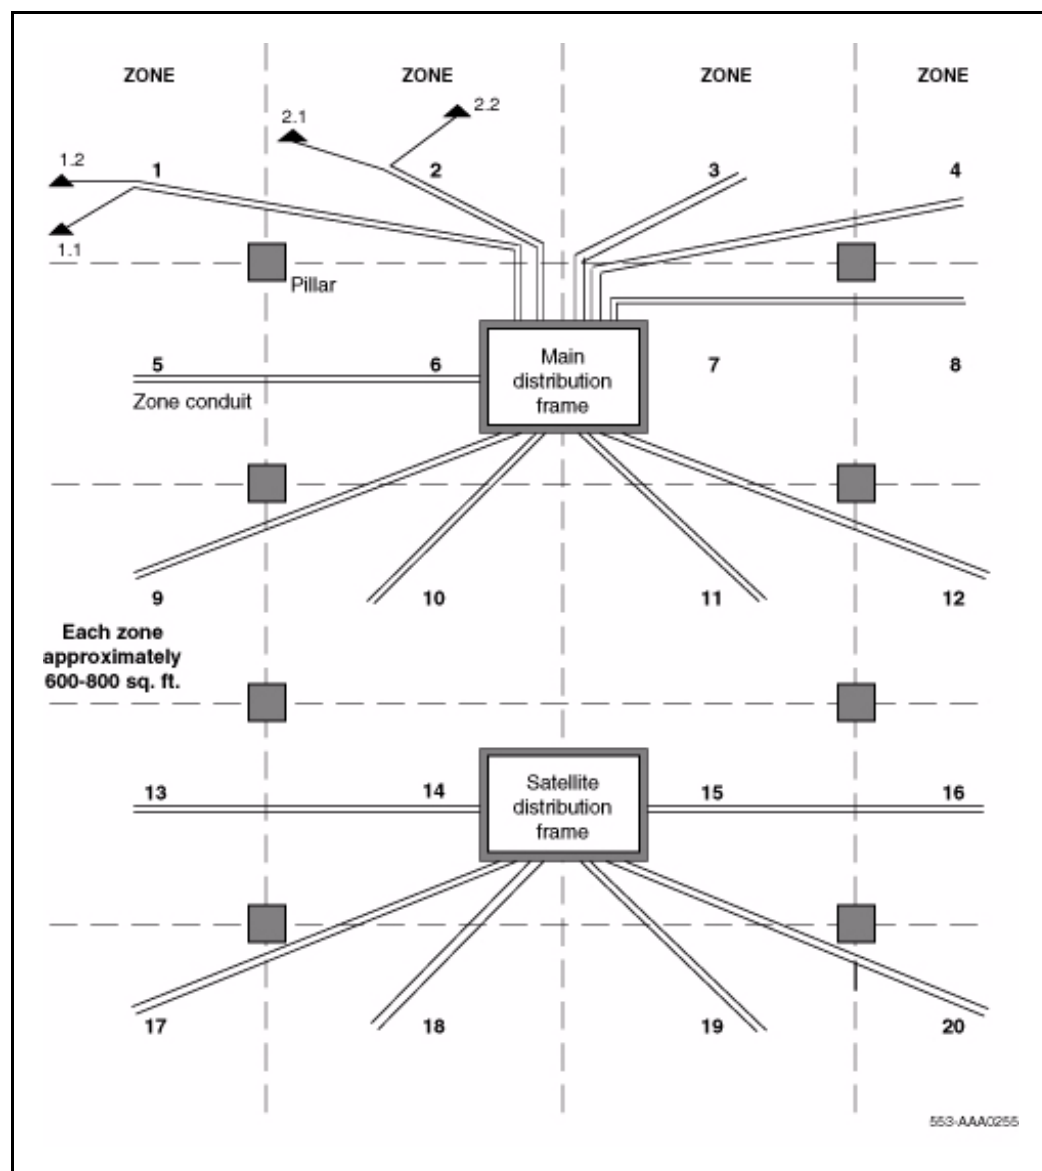 ZONE
ZONE
ZONE
ZONE
2.1
2.2
1.2
1
2
3
4
1.1
Pillar
5
6
Main
distribution
frame
7
8
Zone conduit
9
10
11
12
Each zone
approximately
600-800 sq. ft.
13
14
Satellite
distribution
frame
15
16
17
18
19
20
553-AAA0255